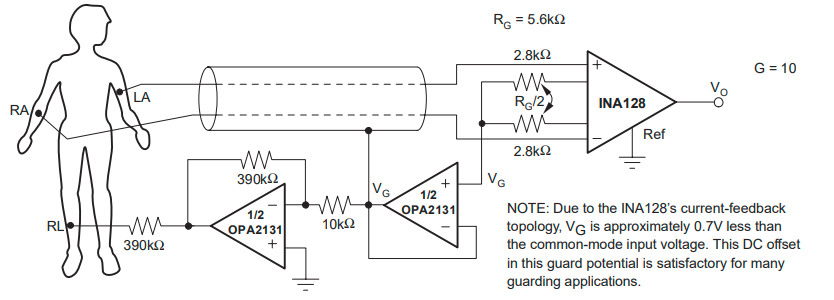 R_G = 5.6kΩ
2.8kΩ
G = 10
LA
RA
+
V_O
R_G/2
INA128
Ref
−
2.8kΩ
390kΩ
V_G
+
V_G
1/2
OPA2131
−
−
1/2
OPA2131
+
10kΩ
RL
390kΩ
NOTE: Due to the INA128's current-feedback
topology, V_G is approximately 0.7V less than
the common-mode input voltage. This DC offset
in this guard potential is satisfactory for many
guarding applications.